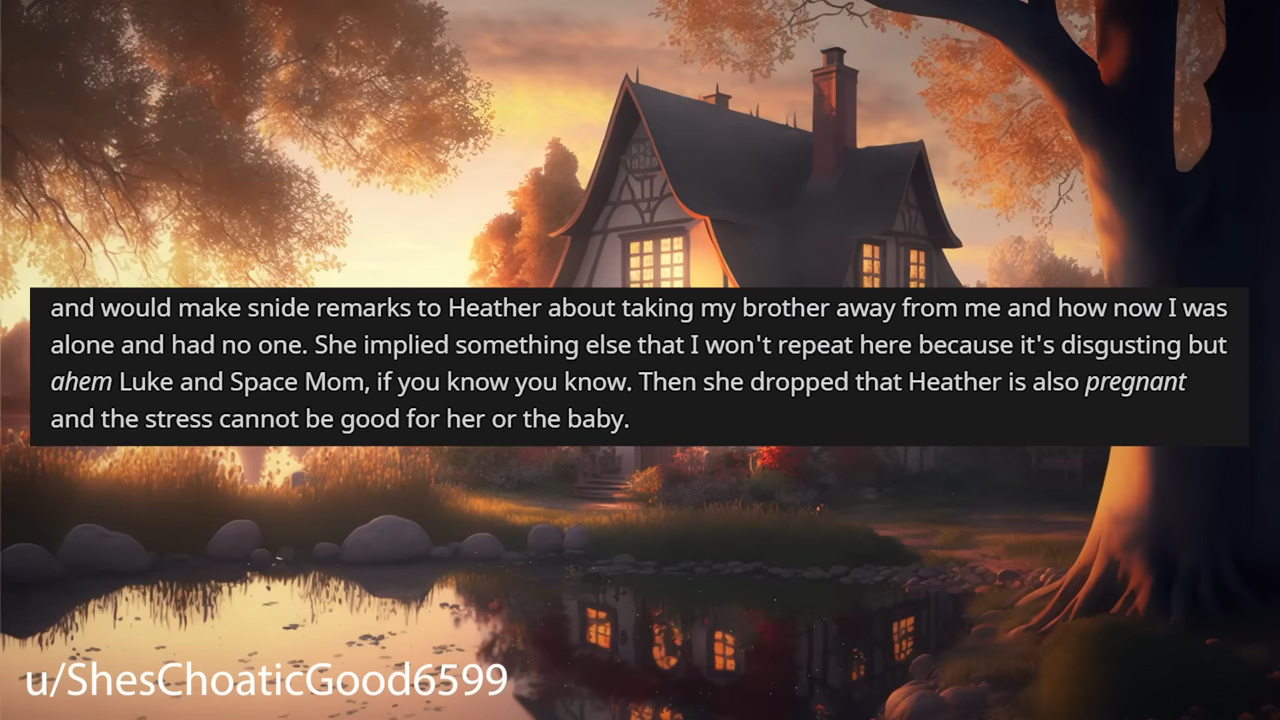 and would make snide remarks to Heather about taking my brother away from me and how now I was
alone and had no one. She implied something else that I won't repeat here because it's disgusting but
ahem Luke and Space Mom, if you know you know. Then she dropped that Heather is also pregnant
and the stress cannot be good for her or the baby.
u/ShesChoaticGood6599